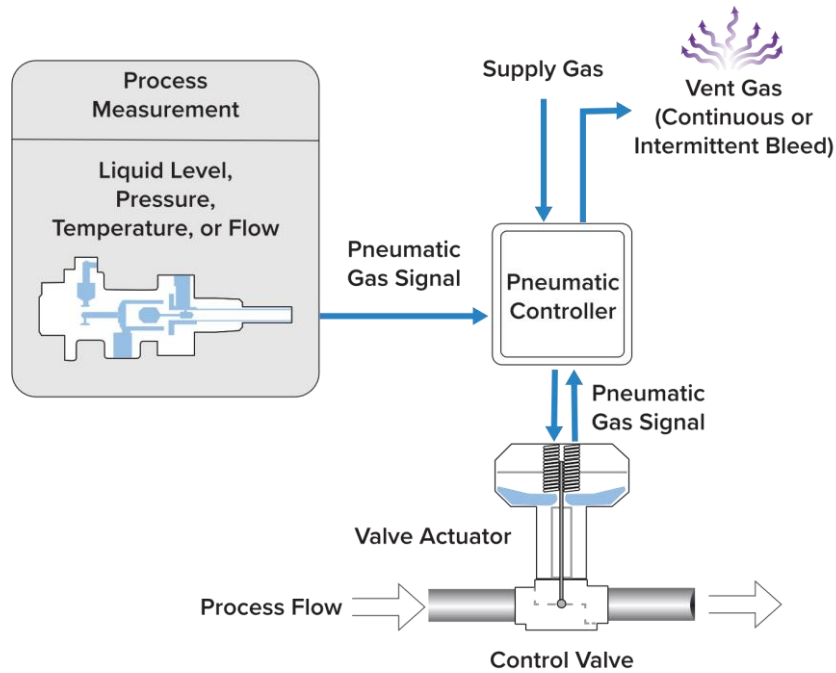 Process
Measurement
Liquid Level,
Pressure,
Temperature, or Flow
Pneumatic
Gas Signal
Supply Gas
Vent Gas
(Continuous or
Intermittent Bleed)
Pneumatic
Controller
Pneumatic
Gas Signal
Valve Actuator
Process Flow
Control Valve